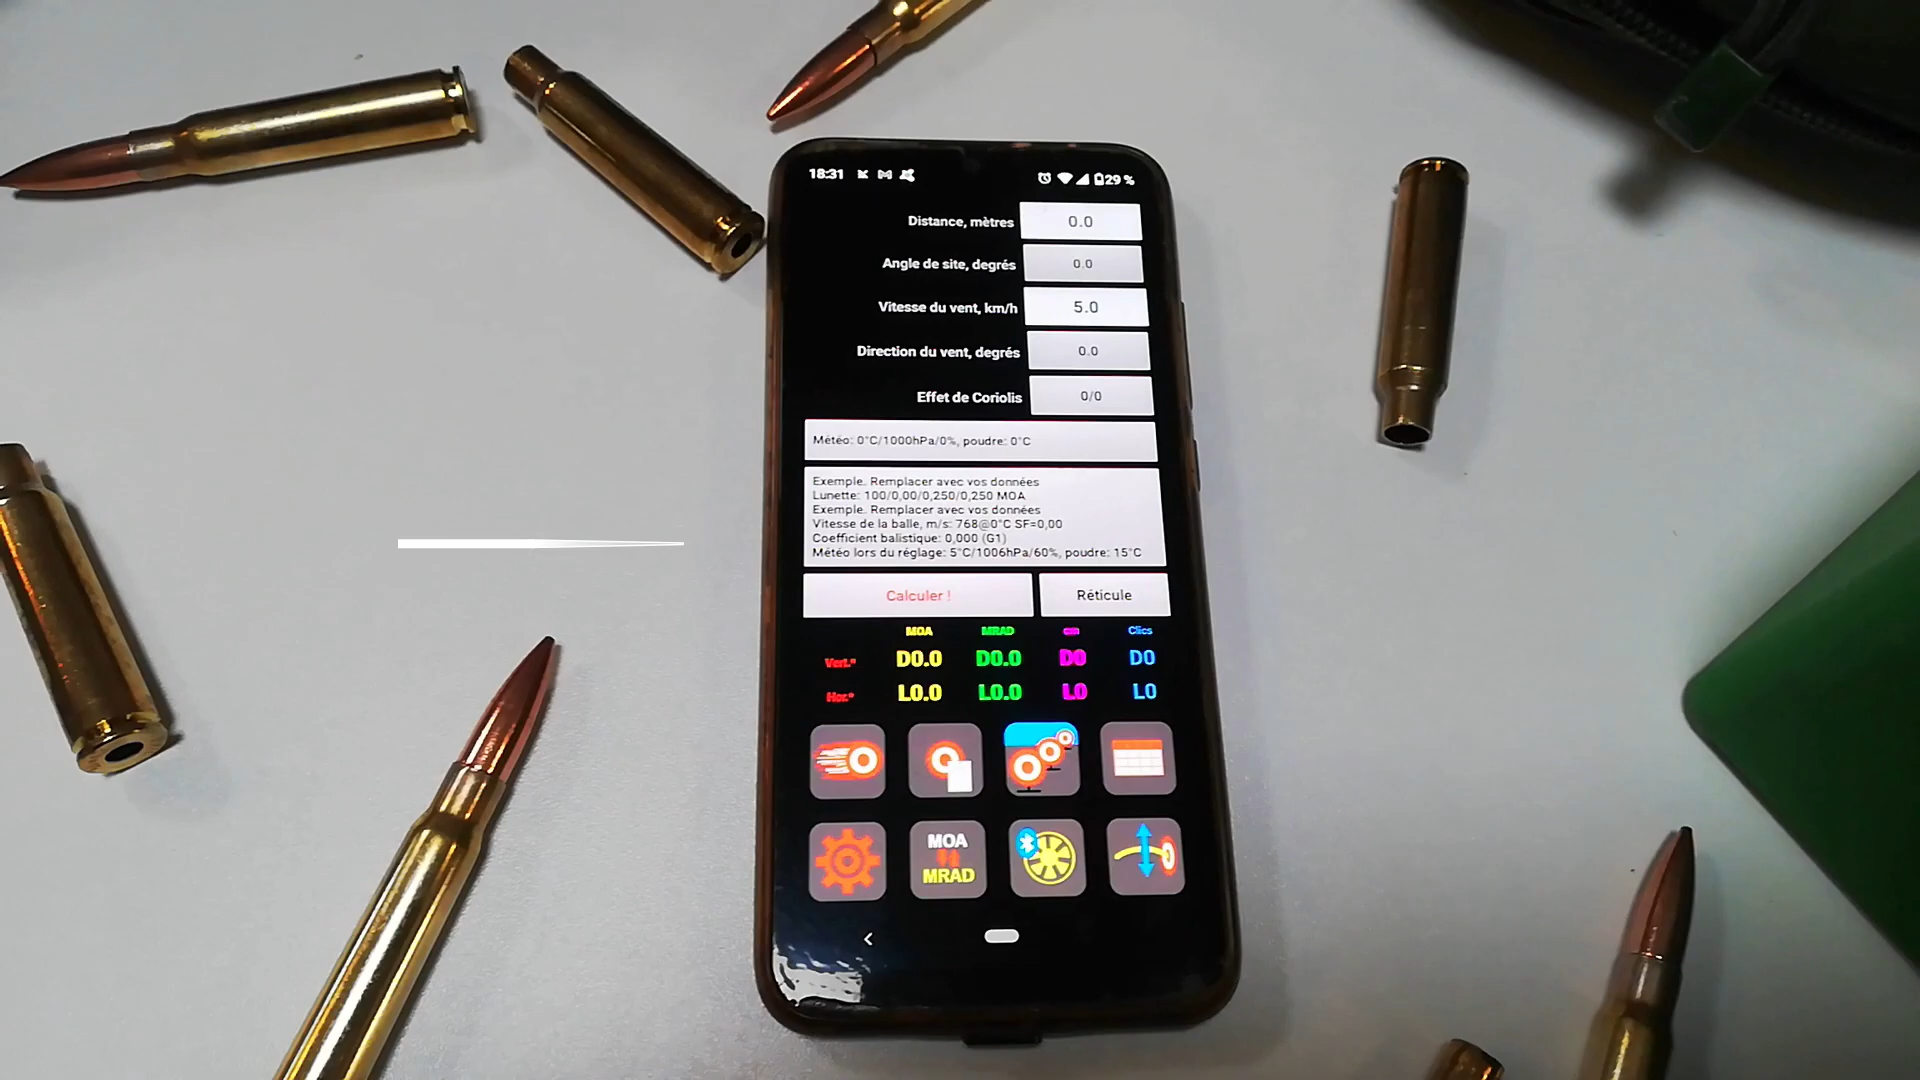 18:31 29 %
Distance, mètres 0.0
Angle de site, degrés 0.0
Vitesse du vent, km/h 5.0
Direction du vent, degrés 0.0
Effet de Coriolis 0/0
Météo: 0°C/1000hPa/0%, poudre: 0°C
Exemple. Remplacer avec vos données
Lunette: 100/0,00/0,250/0,250 MOA
Exemple. Remplacer avec vos données
Vitesse de la balle, m/s: 768@0°C SF=0,00
Coefficient balistique: 0,000 (G1)
Météo lors du réglage: 5°C/1006hPa/60%, poudre: 15°C
Calculer ! Réticule
MOA MRAD cm Clics
Vert.* D0.0 D0.0 D0 D0
Hor.* L0.0 L0.0 L0 L0
MOA
MRAD